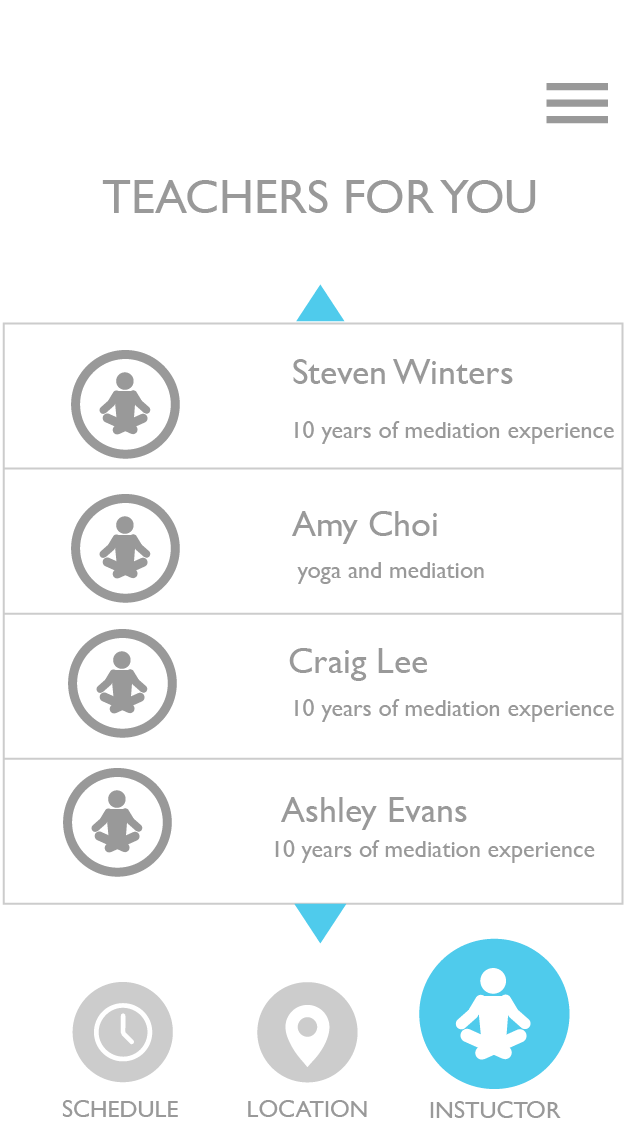 TEACHERS FOR YOU
Steven Winters
10 years of mediation experience
Amy Choi
yoga and mediation
Craig Lee
10 years of mediation experience
Ashley Evans
10 years of mediation experience
SCHEDULE
LOCATION
INSTUCTOR